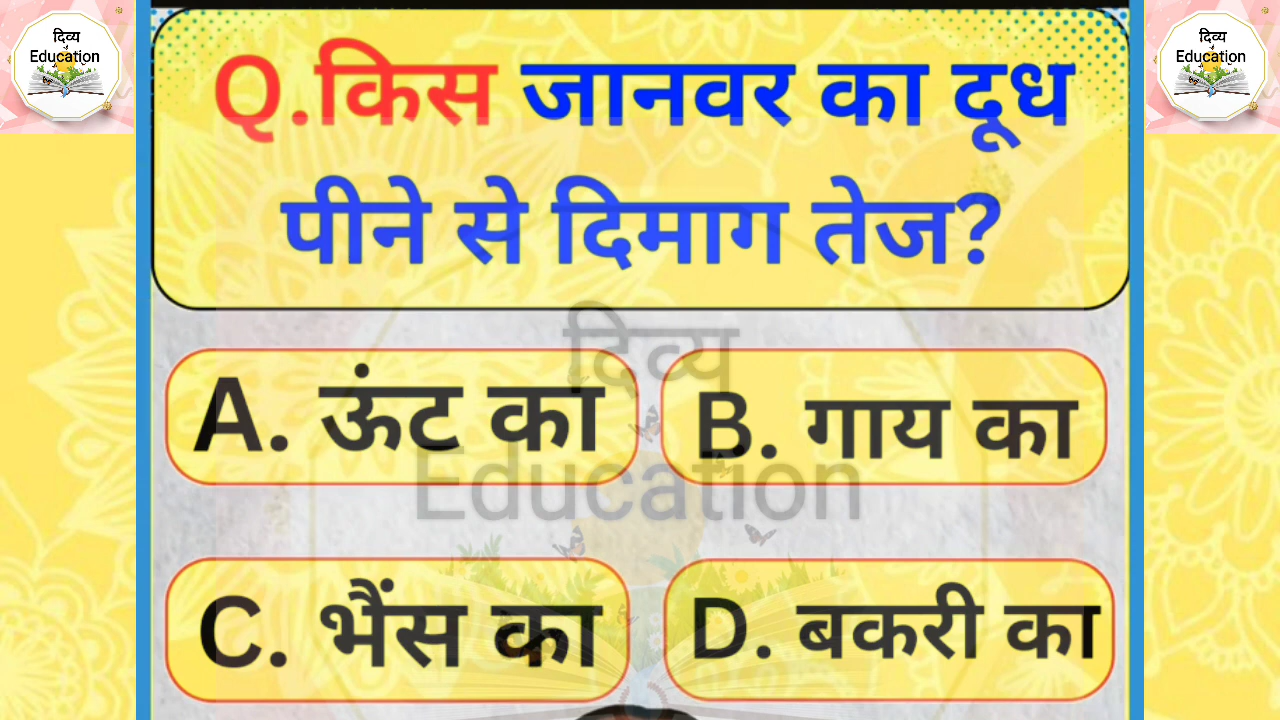 दिव्य
Education
दिव्य
Education
Q.किस जानवर का दूध
पीने से दिमाग तेज?
दिव्य
A. ऊंट का
B. गाय का
Education
C. भैंस का
D. बकरी का